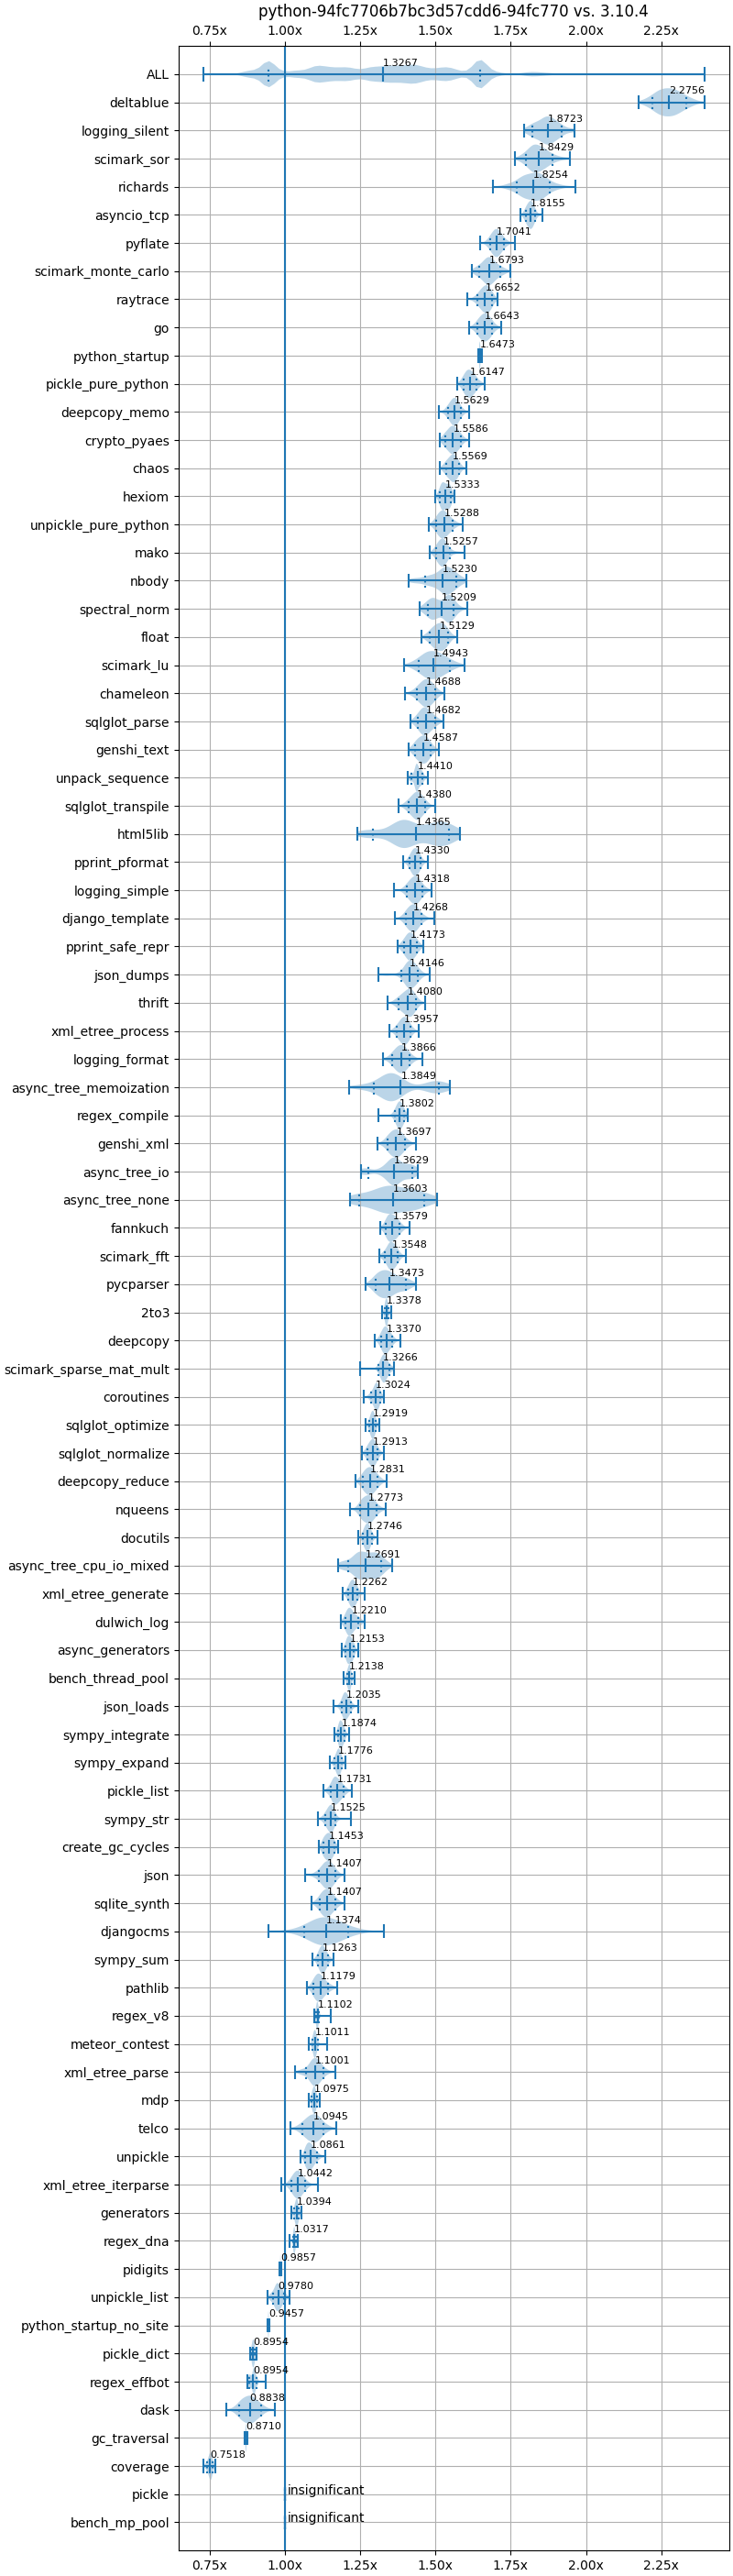 python-94fc7706b7bc3d57cdd6-94fc770 vs. 3.10.4
0.75x 1.00x 1.25x 1.50x 1.75x 2.00x 2.25x
ALL 1.3267
deltablue 2.2756
logging_silent 1.8723
scimark_sor 1.8429
richards 1.8254
asyncio_tcp 1.8155
pyflate 1.7041
scimark_monte_carlo 1.6793
raytrace 1.6652
go 1.6643
python_startup 1.6473
pickle_pure_python 1.6147
deepcopy_memo 1.5629
crypto_pyaes 1.5586
chaos 1.5569
hexiom 1.5333
unpickle_pure_python 1.5288
mako 1.5257
nbody 1.5230
spectral_norm 1.5209
float 1.5129
scimark_lu 1.4943
chameleon 1.4688
sqlglot_parse 1.4682
genshi_text 1.4587
unpack_sequence 1.4410
sqlglot_transpile 1.4380
html5lib 1.4365
pprint_pformat 1.4330
logging_simple 1.4318
django_template 1.4268
pprint_safe_repr 1.4173
json_dumps 1.4146
thrift 1.4080
xml_etree_process 1.3957
logging_format 1.3866
async_tree_memoization 1.3849
regex_compile 1.3802
genshi_xml 1.3697
async_tree_io 1.3629
async_tree_none 1.3603
fannkuch 1.3579
scimark_fft 1.3548
pycparser 1.3473
2to3 1.3378
deepcopy 1.3370
scimark_sparse_mat_mult 1.3266
coroutines 1.3024
sqlglot_optimize 1.2919
sqlglot_normalize 1.2913
deepcopy_reduce 1.2831
nqueens 1.2773
docutils 1.2746
async_tree_cpu_io_mixed 1.2691
xml_etree_generate 1.2262
dulwich_log 1.2210
async_generators 1.2153
bench_thread_pool 1.2138
json_loads 1.2035
sympy_integrate 1.1874
sympy_expand 1.1776
pickle_list 1.1731
sympy_str 1.1525
create_gc_cycles 1.1453
json 1.1407
sqlite_synth 1.1407
djangocms 1.1374
sympy_sum 1.1263
pathlib 1.1179
regex_v8 1.1102
meteor_contest 1.1011
xml_etree_parse 1.1001
mdp 1.0975
telco 1.0945
unpickle 1.0861
xml_etree_iterparse 1.0442
generators 1.0394
regex_dna 1.0317
pidigits 0.9857
unpickle_list 0.9780
python_startup_no_site 0.9457
pickle_dict 0.8954
regex_effbot 0.8954
dask 0.8838
gc_traversal 0.8710
coverage 0.7518
pickle insignificant
bench_mp_pool insignificant
0.75x 1.00x 1.25x 1.50x 1.75x 2.00x 2.25x